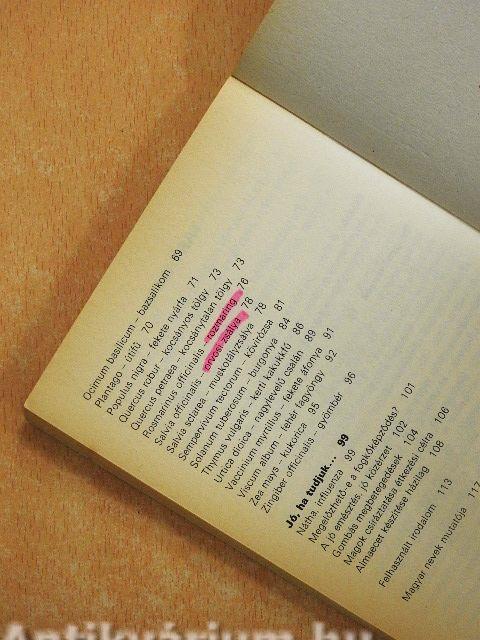 Ocimum basilicum – bazsalikom 69
Plantago – útifű 70
Populus nigra – fekete nyárfa 71
Quercus robur – kocsányos tölgy 73
Quercus petraea – kocsánytalan tölgy 73
Rosmarinus officinalis – rozmaring 76
Salvia officinalis – orvosi zsálya 78
Salvia sclarea – muskotályzsálya 78
Sempervivum tectorum – kövirózsa 81
Solanum tuberosum – burgonya 84
Thymus vulgaris – kerti kakukkfű 86
Urtica dioica – nagylevelű csalán 89
Vaccinium myrtillus – fekete áfonya 91
Viscum album – fehér fagyöngy 92
Zea mays – kukorica 95
Zingiber officinalis – gyömbér 96
Jó, ha tudjuk... 99
Nátha, influenza 99
Megelőzhető-e a fogkőképződés? 101
A jó emésztés, jó közérzet 102
Gombás megbetegedések 104
Magok csíráztatása étkezési célra 106
Almaecet készítése házilag 108
Felhasznált irodalom 113
Magyar nevek mutatója 117
Antikvárium.hu